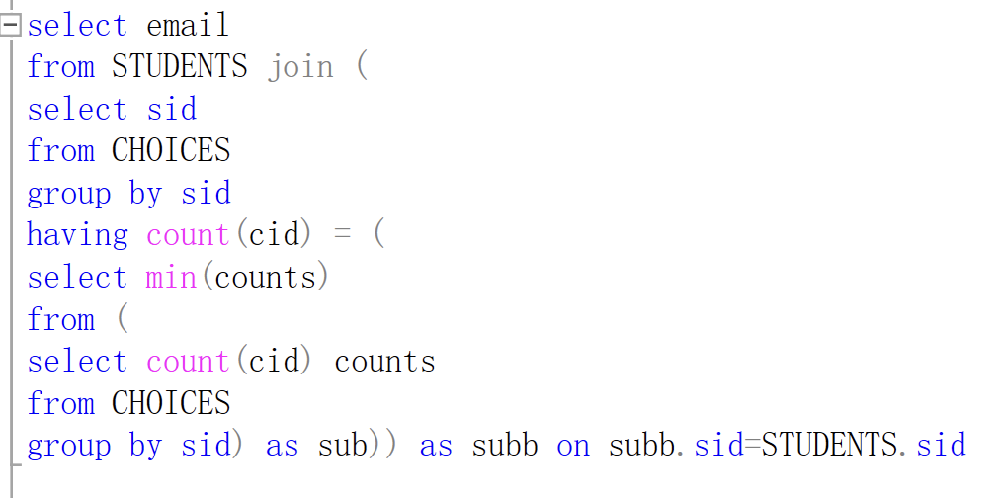 select email
from STUDENTS join (
select sid
from CHOICES
group by sid
having count(cid) = (
select min(counts)
from (
select count(cid) counts
from CHOICES
group by sid) as sub)) as subb on subb.sid=STUDENTS.sid